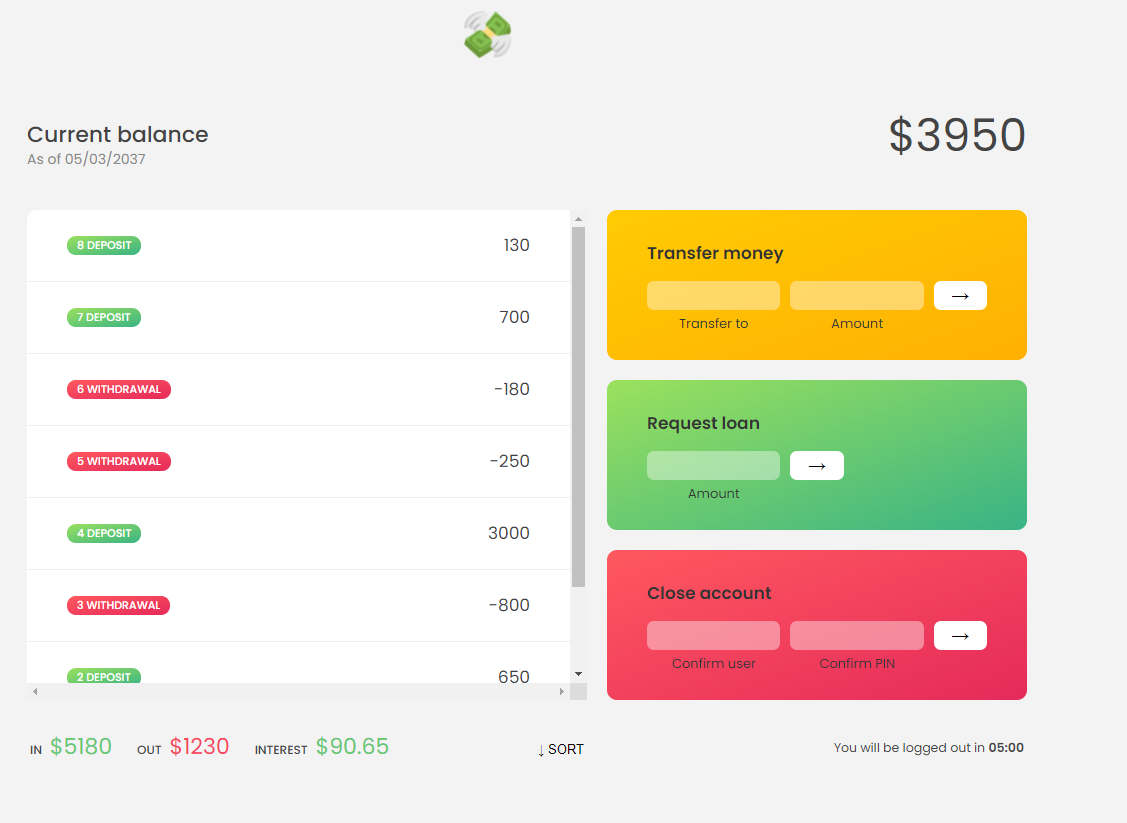 Current balance
As of 05/03/2037
$3950
8 DEPOSIT 130
7 DEPOSIT 700
6 WITHDRAWAL -180
5 WITHDRAWAL -250
4 DEPOSIT 3000
3 WITHDRAWAL -800
2 DEPOSIT 650
Transfer money
→
Transfer to Amount
Request loan
→
Amount
Close account
→
Confirm user Confirm PIN
IN $5180 OUT $1230 INTEREST $90.65
↓ SORT
You will be logged out in 05:00